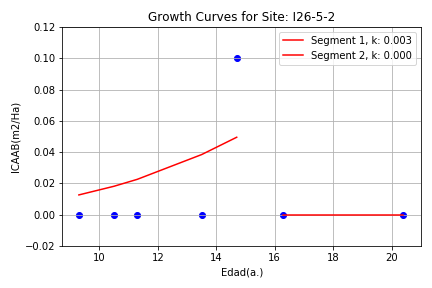 Growth Curves for Site: I26-5-2
Segment 1, k: 0.003
Segment 2, k: 0.000
ICAAB(m2/Ha)
0.12
0.10
0.08
0.06
0.04
0.02
0.00
−0.02
10 12 14 16 18 20
Edad(a.)